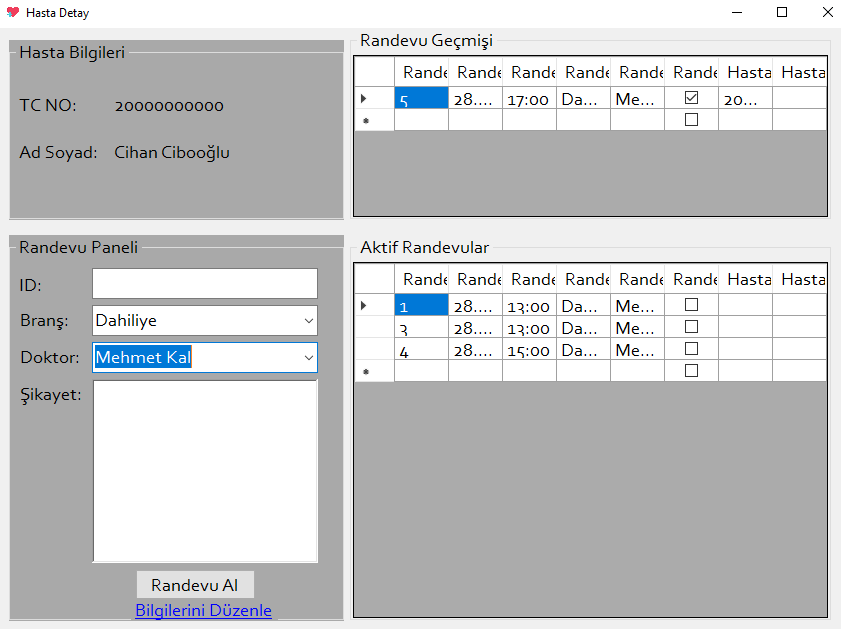 Hasta Detay
Hasta Bilgileri
TC NO: 20000000000
Ad Soyad: Cihan Cibooğlu
Randevu Geçmişi
Rande Rande Rande Rande Rande Rande Hasta Hasta
5 28.... 17:00 Da... Me... 20...
Randevu Paneli
ID:
Branş: Dahiliye
Doktor: Mehmet Kal
Şikayet:
Randevu Al
Bilgilerini Düzenle
Aktif Randevular
Rande Rande Rande Rande Rande Rande Hasta Hasta
1 28.... 13:00 Da... Me...
3 28.... 13:00 Da... Me...
4 28.... 15:00 Da... Me...